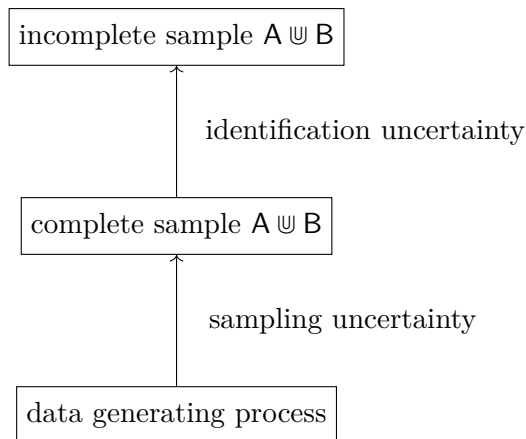 incomplete sample A ⋓ B
identification uncertainty
complete sample A ⋓ B
sampling uncertainty
data generating process